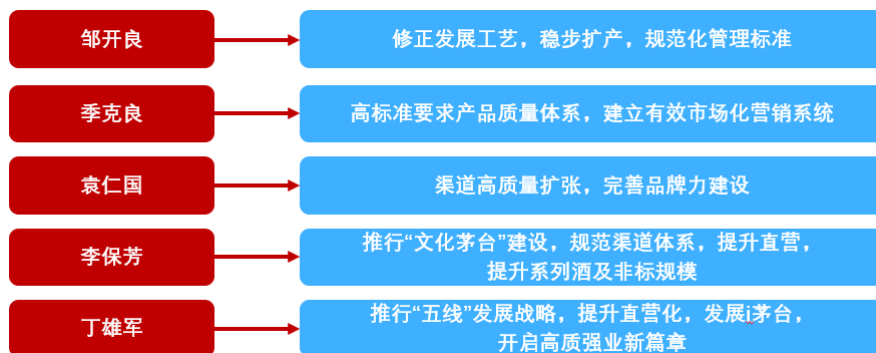 邹开良
修正发展工艺，稳步扩产，规范化管理标准
季克良
高标准要求产品质量体系，建立有效市场化营销系统
袁仁国
渠道高质量扩张，完善品牌力建设
李保芳
推行“文化茅台”建设，规范渠道体系，提升直营，
提升系列酒及非标规模
丁雄军
推行“五线”发展战略，提升直营化，发展i茅台，
开启高质强业新篇章